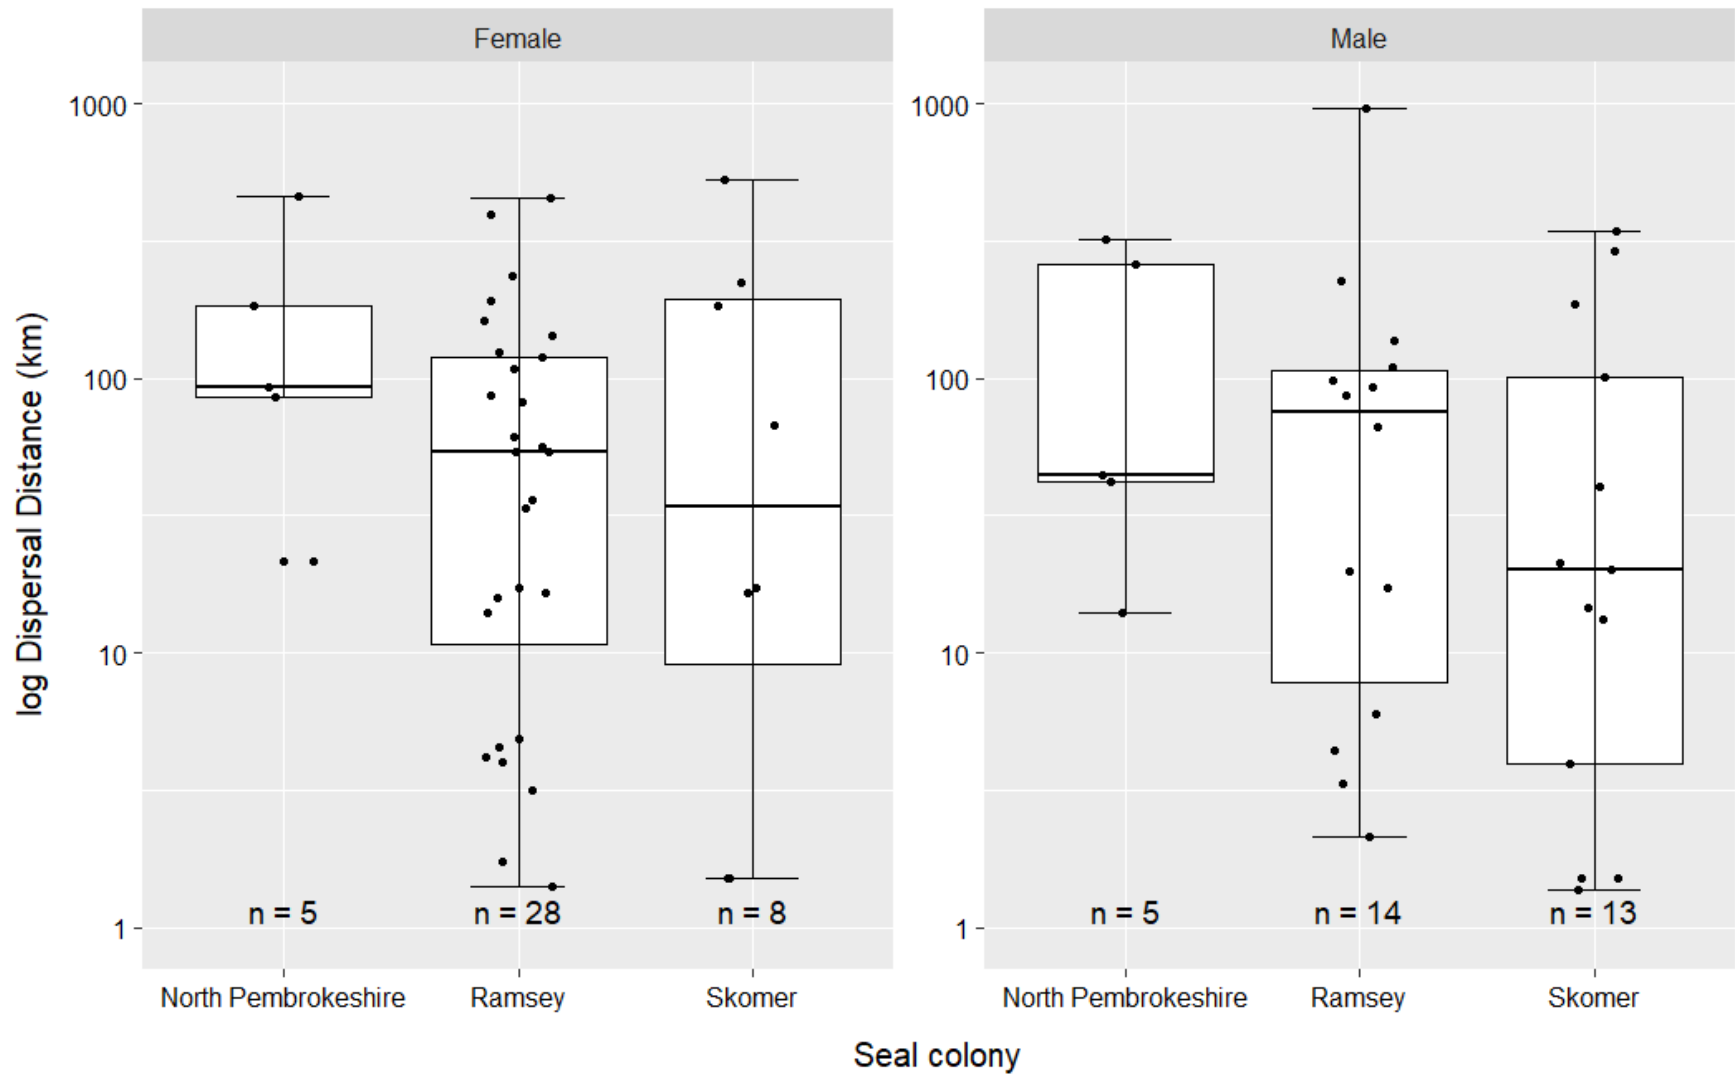 Female
Male
1000
100
10
1
1000
100
10
1
log Dispersal Distance (km)
n = 5
n = 28
n = 8
n = 5
n = 14
n = 13
North Pembrokeshire
Ramsey
Skomer
North Pembrokeshire
Ramsey
Skomer
Seal colony